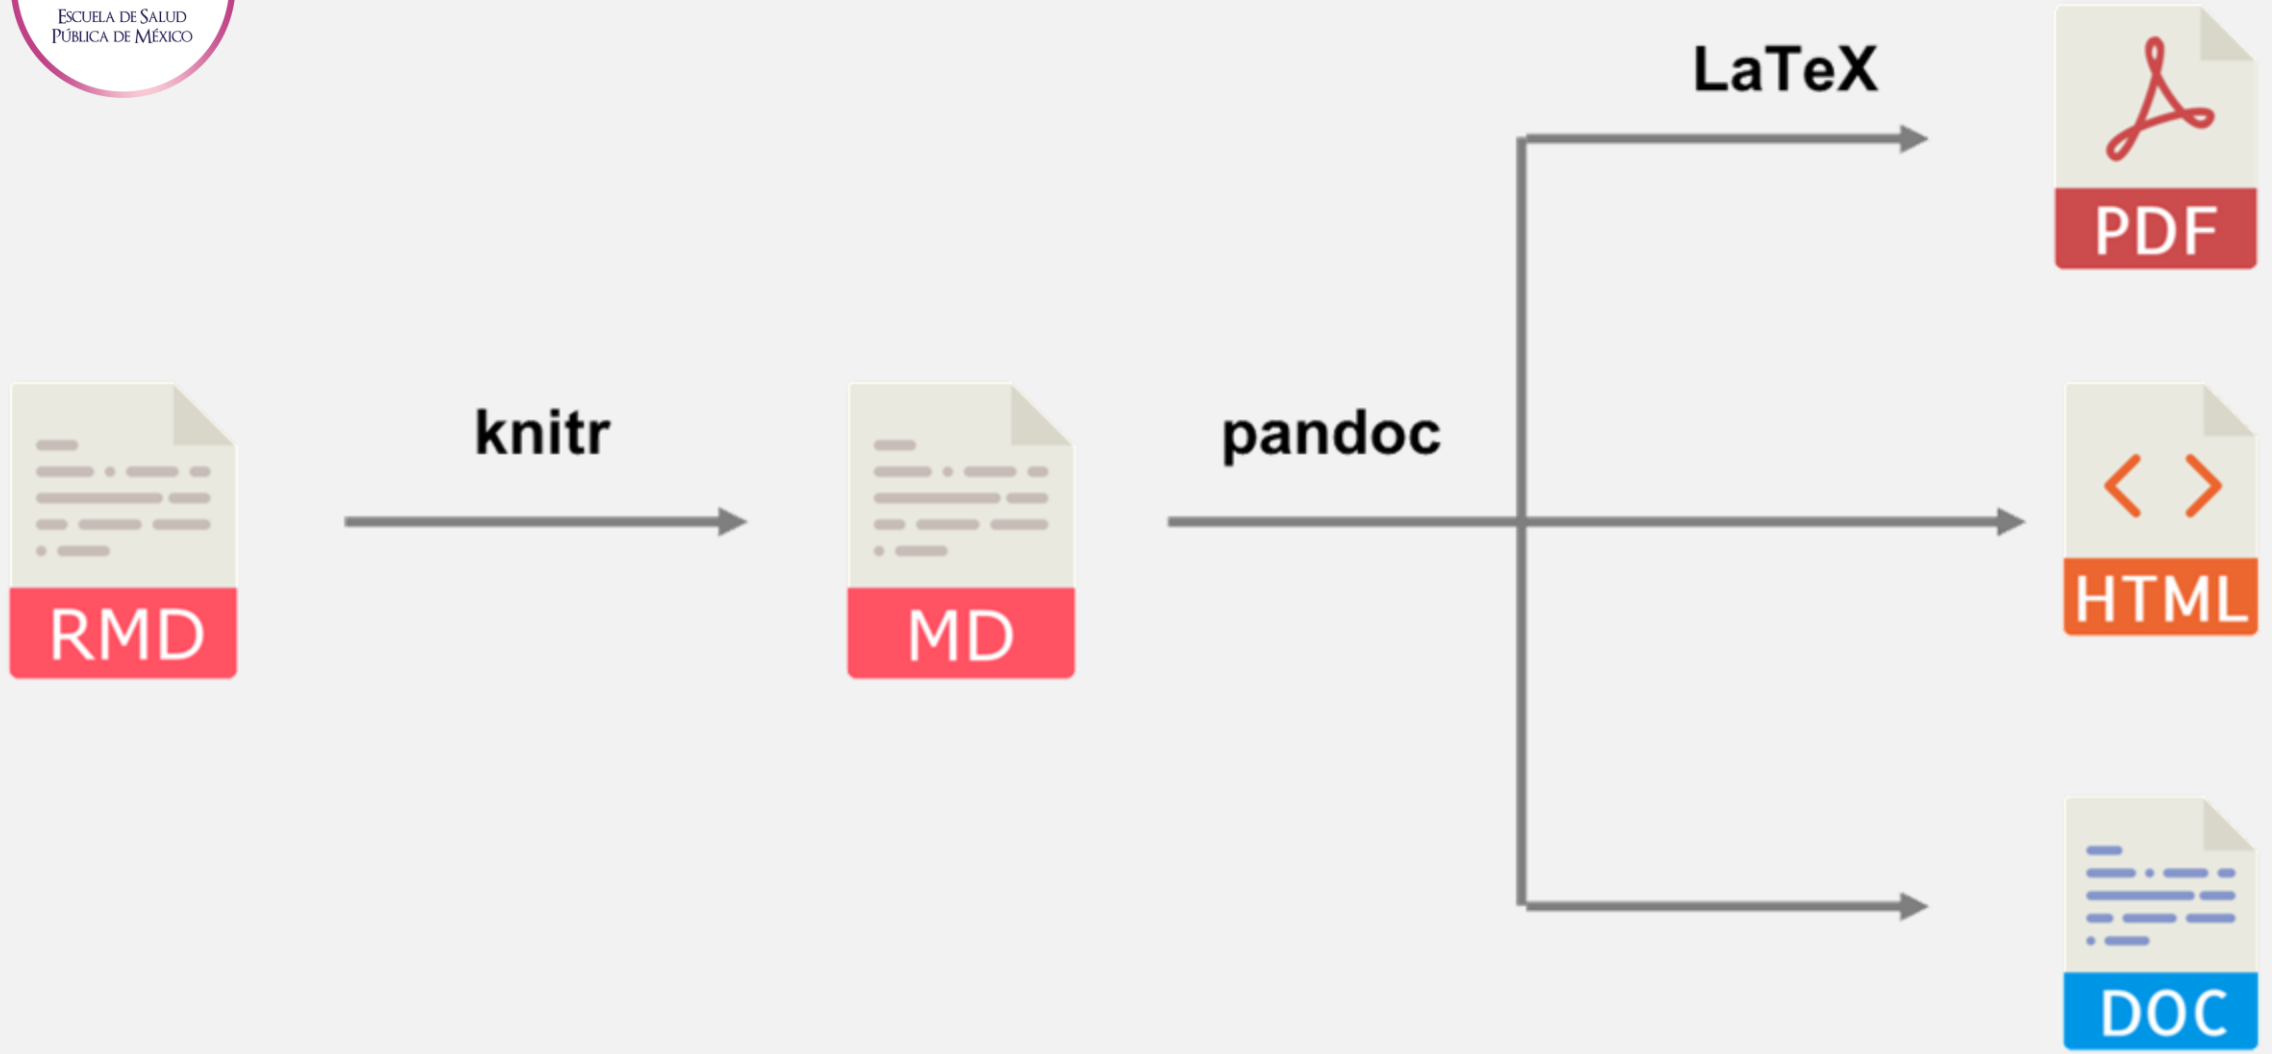 ESCUELA DE SALUD
PÚBLICA DE MÉXICO
LaTeX
PDF
knitr
pandoc
RMD
MD
HTML
DOC